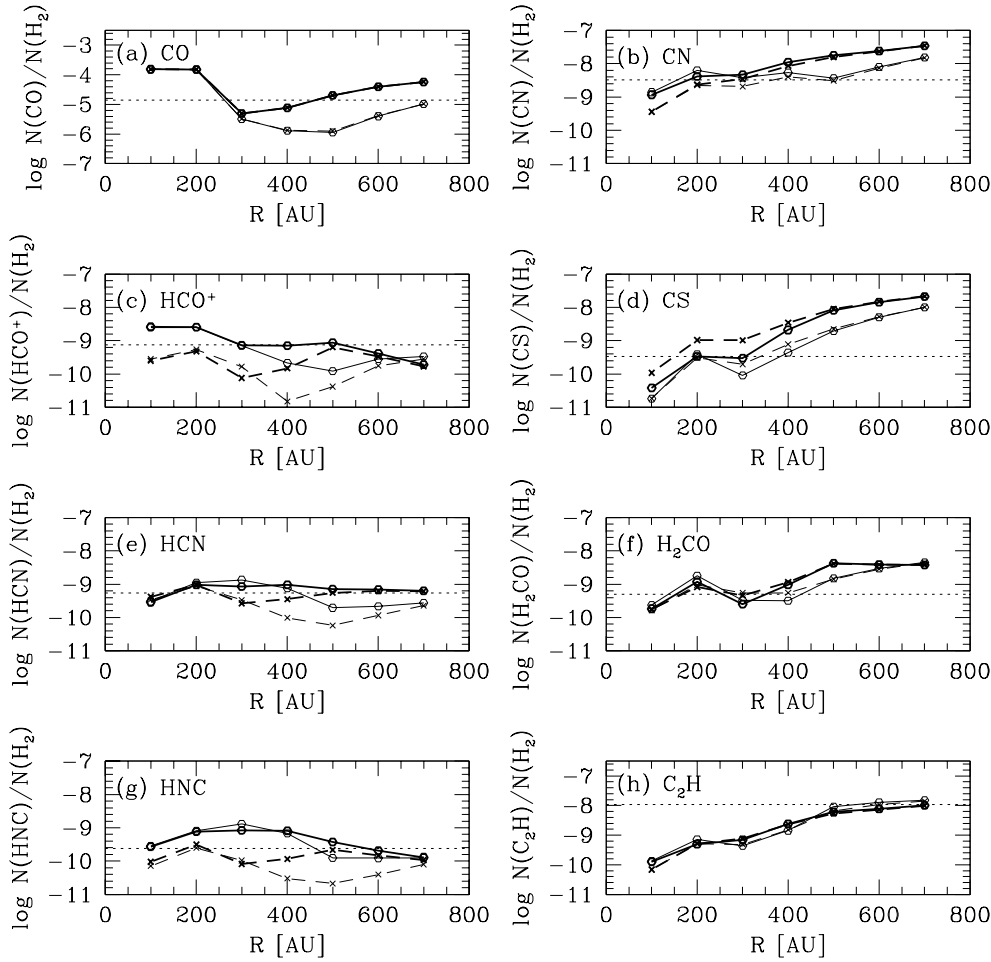 log N(CO)/N(H₂)
(a) CO
−3
−4
−5
−6
−7
0 200 400 600 800
R [AU]
log N(CN)/N(H₂)
(b) CN
−7
−8
−9
−10
−11
0 200 400 600 800
R [AU]
log N(HCO⁺)/N(H₂)
(c) HCO⁺
−7
−8
−9
−10
−11
0 200 400 600 800
R [AU]
log N(CS)/N(H₂)
(d) CS
−7
−8
−9
−10
−11
0 200 400 600 800
R [AU]
log N(HCN)/N(H₂)
(e) HCN
−7
−8
−9
−10
−11
0 200 400 600 800
R [AU]
log N(H₂CO)/N(H₂)
(f) H₂CO
−7
−8
−9
−10
−11
0 200 400 600 800
R [AU]
log N(HNC)/N(H₂)
(g) HNC
−7
−8
−9
−10
−11
0 200 400 600 800
R [AU]
log N(C₂H)/N(H₂)
(h) C₂H
−7
−8
−9
−10
−11
0 200 400 600 800
R [AU]